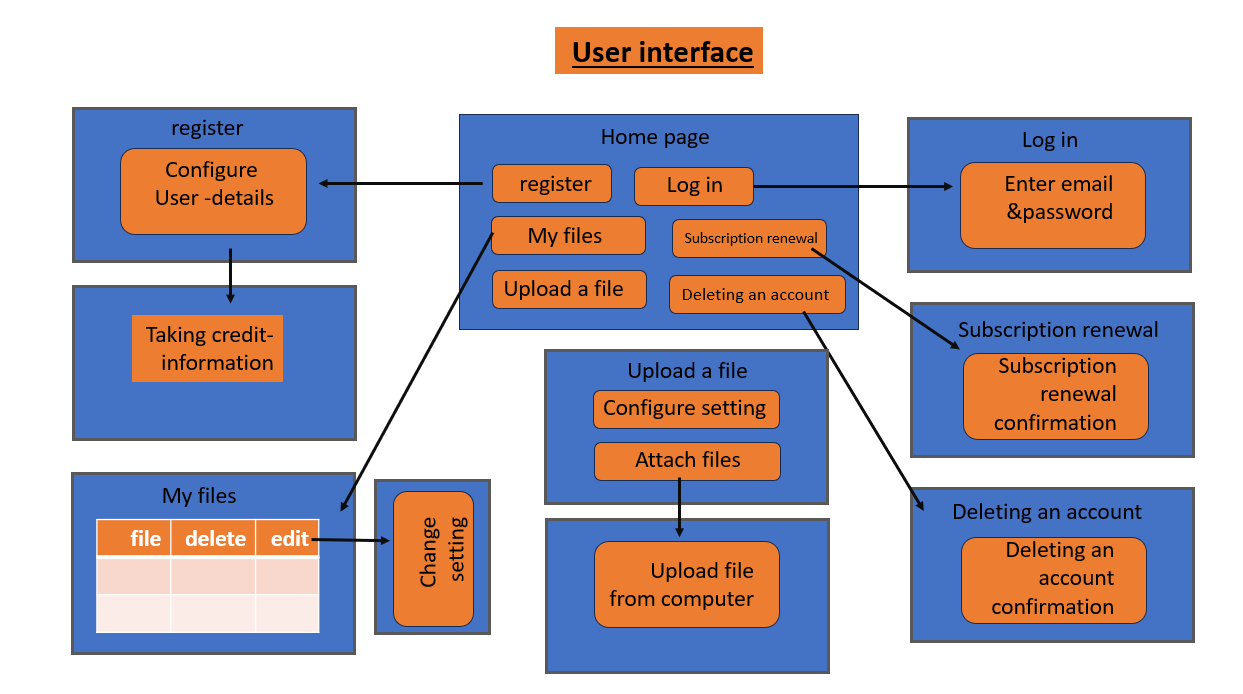 User interface
register
Configure
User -details
Taking credit-
information
Home page
register
Log in
My files
Subscription renewal
Upload a file
Deleting an account
Log in
Enter email
&password
Subscription renewal
Subscription
renewal
confirmation
Upload a file
Configure setting
Attach files
Upload file
from computer
My files
file delete edit
Change
setting
Deleting an account
Deleting an
account
confirmation